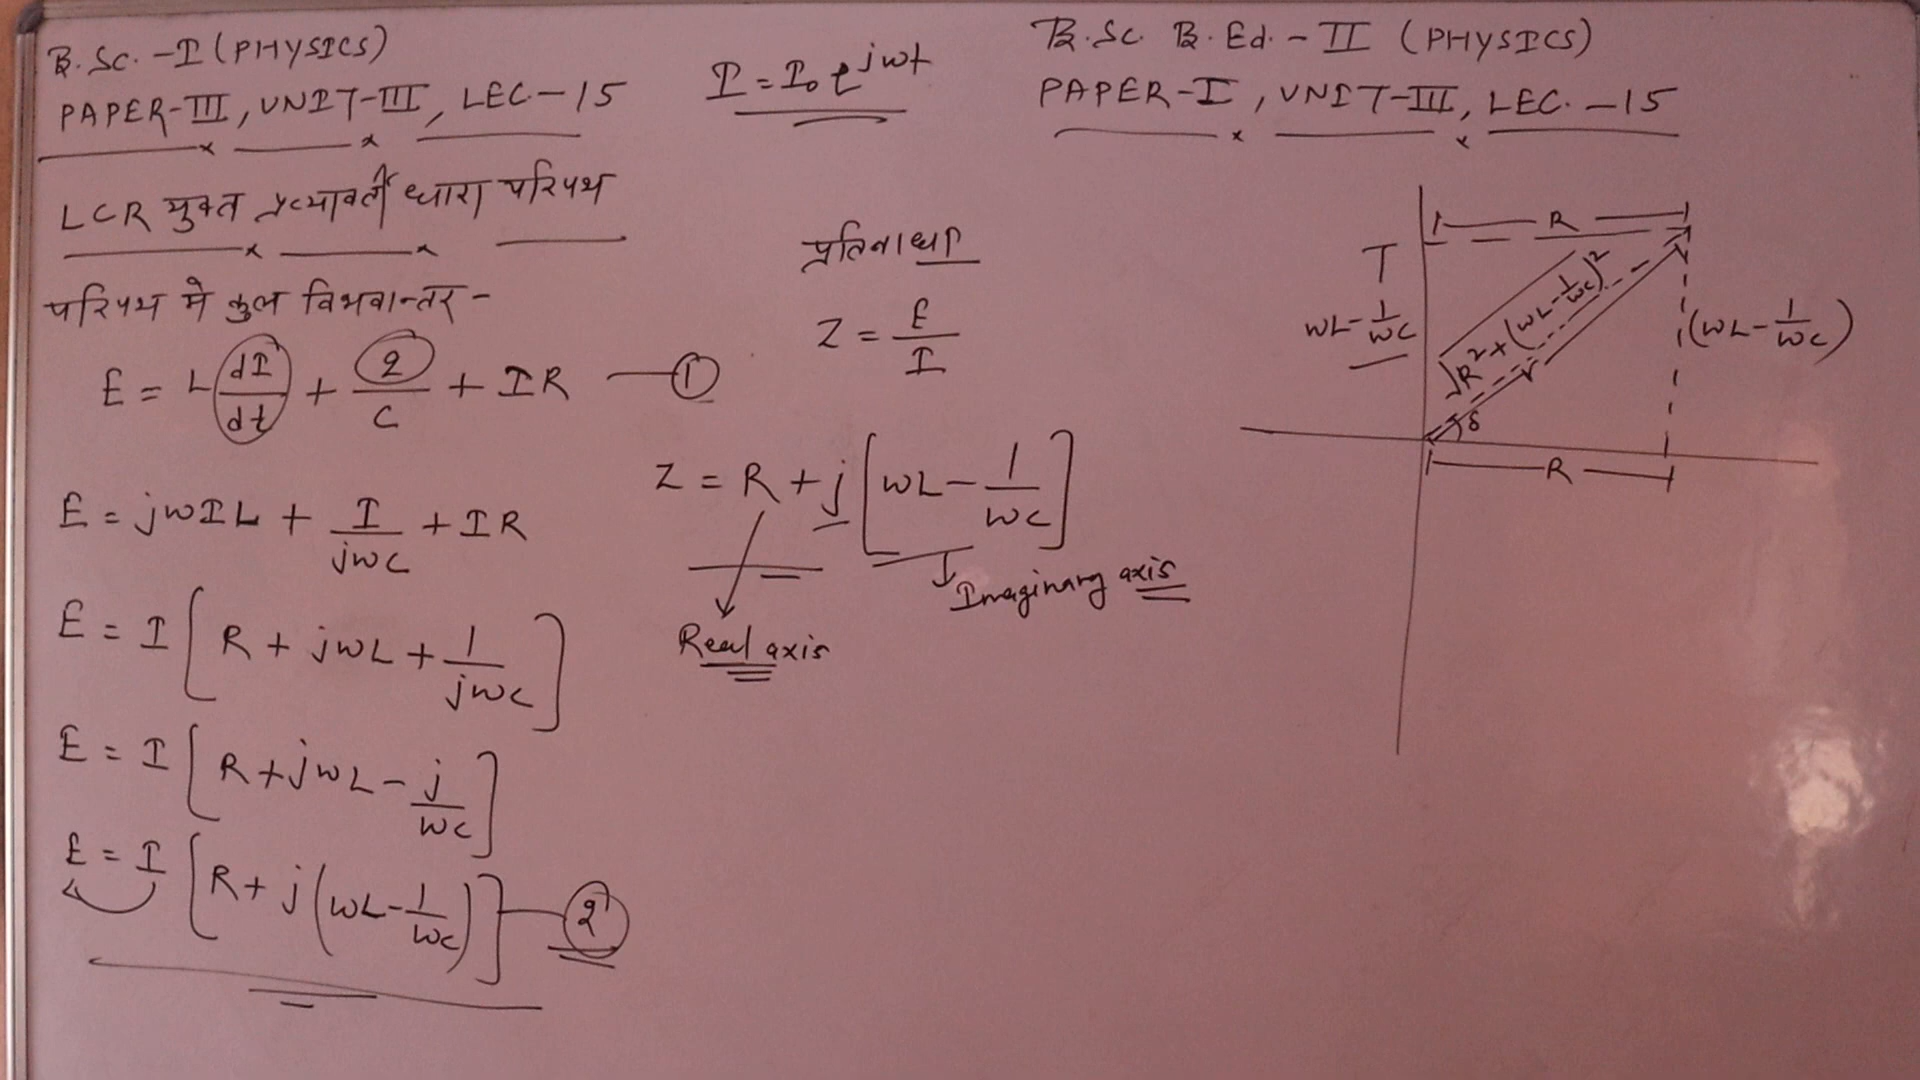 B.Sc.-I (PHYSICS)
PAPER-III, UNIT-III, LEC-15
I = I₀ e^{jωt}
B.Sc. B.Ed.-II (PHYSICS)
PAPER-I, UNIT-III, LEC.-15
LCR युक्त प्रत्यावर्ती धारा परिपथ
परिपथ मे कुल विभवान्तर -
E = L dI/dt + q/C + IR — ①
E = jωIL + I/jωC + IR
E = I [R + jωL + 1/jωC]
E = I [R + jωL - j/ωC]
E = I [R + j(ωL - 1/ωC)] — ②
प्रतिबाधा
Z = E/I
Z = R + j[ωL - 1/ωC]
Real axis
Imaginary axis
R
ωL - 1/ωC
√R² + (ωL - 1/ωC)²
(ωL - 1/ωC)
δ
R